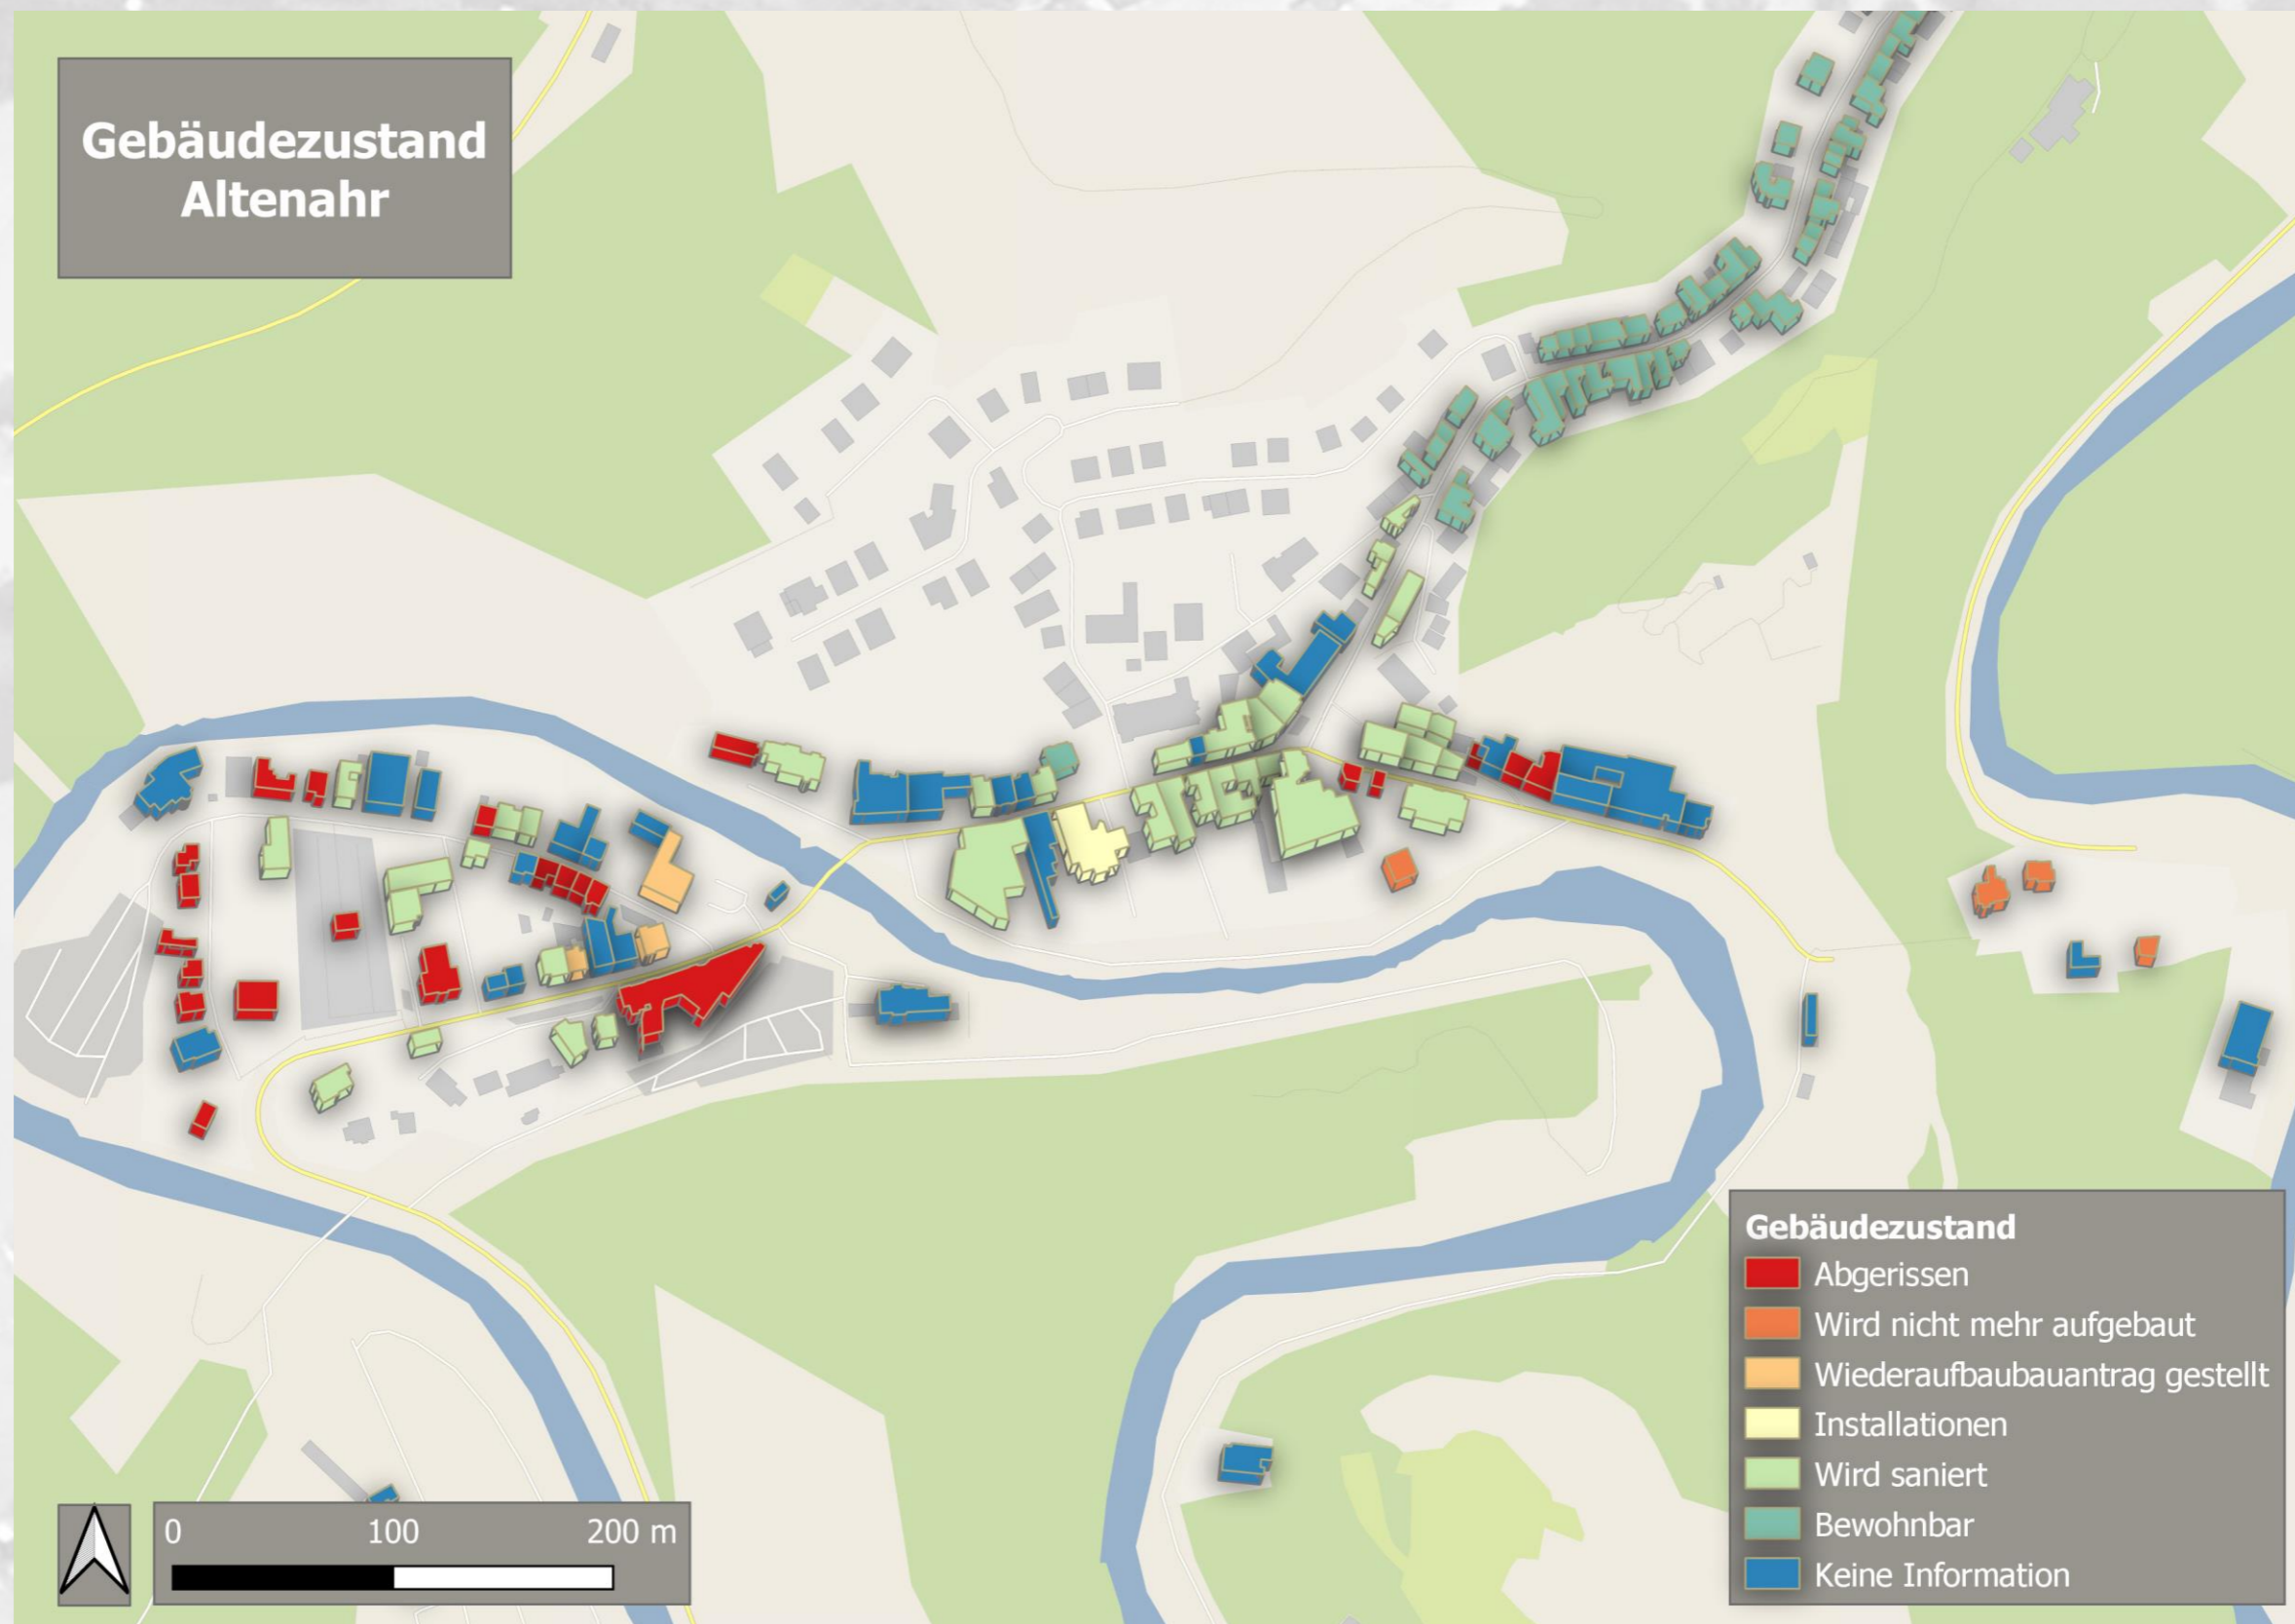 Gebäudezustand
Altenahr
Gebäudezustand
Abgerissen
Wird nicht mehr aufgebaut
Wiederaufbaubauantrag gestellt
Installationen
Wird saniert
Bewohnbar
Keine Information
0 100 200 m